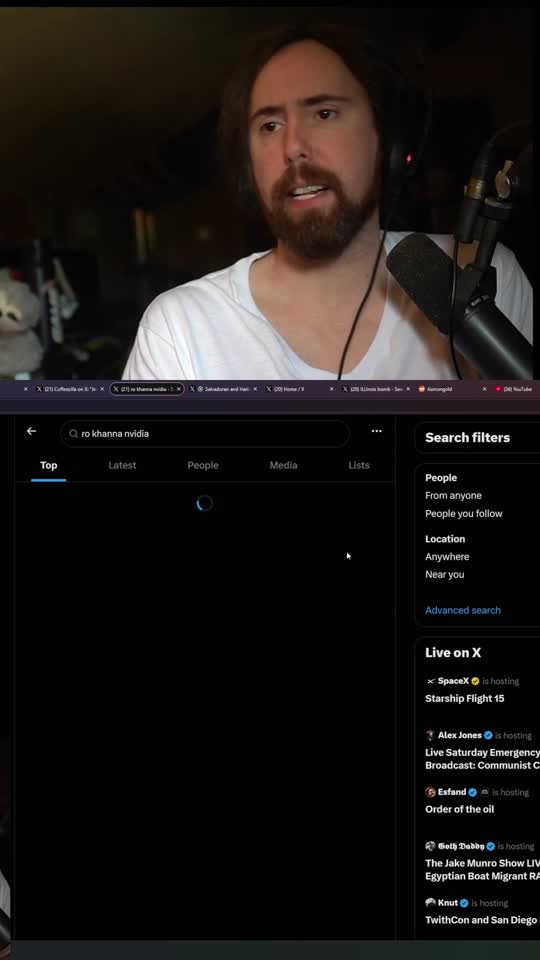 (21) Coffeezilla on X: "Je
(21) ro khanna nvidia - S
Salvadoran and Haiti
(20) Home / X
(20) ILLinois bomb - Sea
Asmongold
(36) YouTube
ro khanna nvidia
Top
Latest
People
Media
Lists
Search filters
People
From anyone
People you follow
Location
Anywhere
Near you
Advanced search
Live on X
SpaceX is hosting
Starship Flight 15
Alex Jones is hosting
Live Saturday Emergency
Broadcast: Communist C
Esfand is hosting
Order of the oil
𝕲𝖔𝖙𝖍 𝕯𝖆𝖉𝖉𝖞 is hosting
The Jake Munro Show LIV
Egyptian Boat Migrant RA
Knut is hosting
TwithCon and San Diego